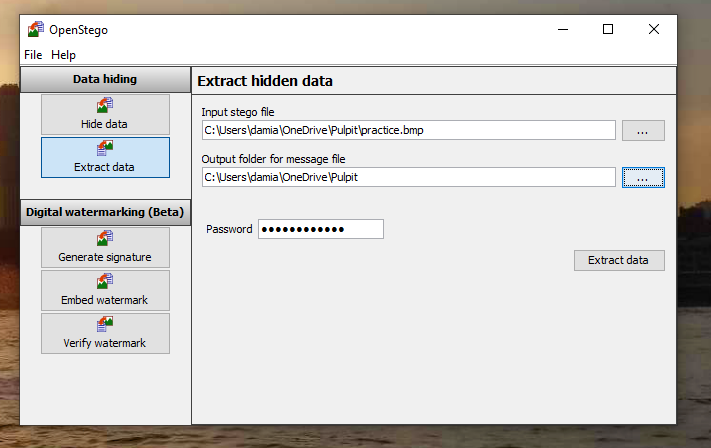 OpenStego
File Help
Data hiding
Hide data
Extract data
Digital watermarking (Beta)
Generate signature
Embed watermark
Verify watermark
Extract hidden data
Input stego file
C:\Users\damia\OneDrive\Pulpit\practice.bmp
...
Output folder for message file
C:\Users\damia\OneDrive\Pulpit
...
Password ●●●●●●●●●●●●
Extract data